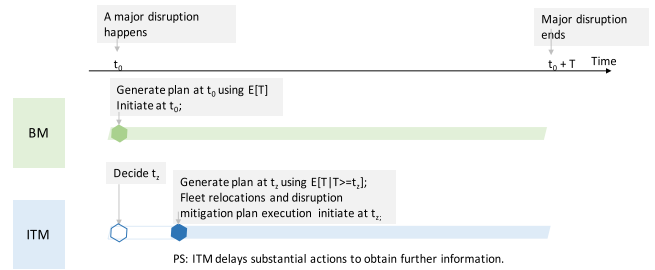 A major disruption
happens
Major disruption
ends
t0
t0 + T
Time
Generate plan at t0 using E[T]
Initiate at t0;
BM
Decide tz
Generate plan at tz using E[T|T>=tz];
Fleet relocations and disruption
mitigation plan execution initiate at tz;
ITM
PS: ITM delays substantial actions to obtain further information.